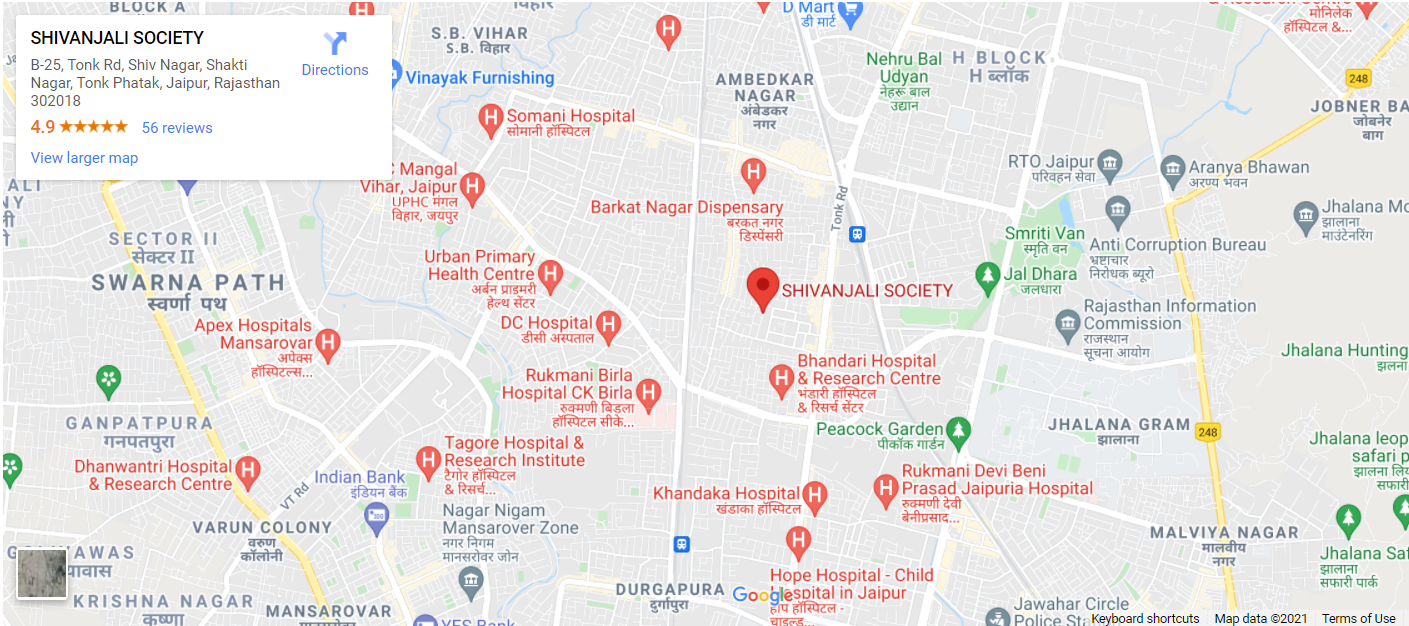 BLOCK A
SHIVANJALI SOCIETY
B-25, Tonk Rd, Shiv Nagar, Shakti
Nagar, Tonk Phatak, Jaipur, Rajasthan
302018
Directions
4.9
56 reviews
View larger map
विहार
S.B. VIHAR
S.B. विहार
Vinayak Furnishing
D Mart
डी मार्ट
& Research Centre
मोनिलेक
हॉस्पिटल &...
Nehru Bal
Udyan
नेहरू बाल
उद्यान
H BLOCK
H ब्लॉक
248
AMBEDKAR
NAGAR
अंबेडकर
नगर
JOBNER BA
जोबनेर
बाग
Somani Hospital
सोमानी हॉस्पिटल
C Mangal
Vihar, Jaipur
UPHC मंगल
विहार, जयपुर
RTO Jaipur
परिवहन सेवा
Aranya Bhawan
अरण्य भवन
Barkat Nagar Dispensary
बरकत नगर
डिस्पेंसरी
Tonk Rd
Jhalana Mo
झालाना
माउंटेनरिंग
Smriti Van
स्मृति वन
Anti Corruption Bureau
भ्रष्टाचार
निरोधक ब्यूरो
SECTOR II
सेक्टर II
SWARNA PATH
स्वर्णा पथ
Urban Primary
Health Centre
अर्बन प्राइमरी
हेल्थ सेंटर
Jal Dhara
जलधारा
SHIVANJALI SOCIETY
Rajasthan Information
Commission
राजस्थान
सूचना आयोग
Apex Hospitals
Mansarovar
अपेक्स
हॉस्पिटल्स...
DC Hospital
डीसी अस्पताल
Jhalana Hunting
झलना
Bhandari Hospital
& Research Centre
भंडारी हॉस्पिटल
& रिसर्च सेंटर
Rukmani Birla
Hospital CK Birla
रुक्मणी बिड़ला
हॉस्पिटल सीके...
GANPATPURA
गनपतपुरा
Peacock Garden
पीकॉक गार्डन
JHALANA GRAM
झालाना
248
Jhalana leop
safari p
झालना लिय
सफारी
Tagore Hospital &
Research Institute
टैगोर हॉस्पिटल
& रिसर्च...
Dhanwantri Hospital
& Research Centre
Indian Bank
इंडियन बैंक
VT Rd
Khandaka Hospital
खंडाका हॉस्पिटल
Rukmani Devi Beni
Prasad Jaipuria Hospital
रुक्मणी देवी
बेनीप्रसाद...
Nagar Nigam
Mansarover Zone
नगर निगम
मानसरोवर जोन
VARUN COLONY
वरुण
कॉलोनी
MALVIYA NAGAR
मालवीय
नगर
Jhalana Saf
झालाना
सफारी पार्क
Hope Hospital - Child
Hospital in Jaipur
होप हॉस्पिटल -
चाइल्ड...
DURGAPURA
दुर्गापुरा
Google
KRISHNA NAGAR
कृष्णा
MANSAROVAR
मानसरोवर
YES Bank
Jawahar Circle
Police Sta
Keyboard shortcuts
Map data ©2021
Terms of Use